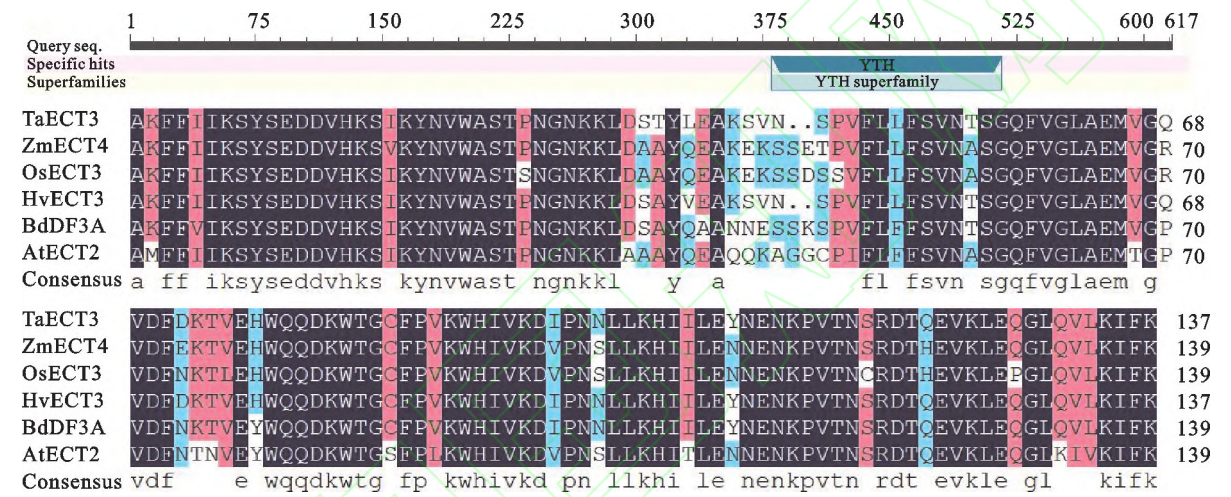 1 75 150 225 300 375 450 525 600 617
Query seq.
Specific hits YTH
Superfamilies YTH superfamily
TaECT3 AKFFIIKSYSEDDVHKSIKYNVWASTPNGNKKLDSTYLEAKSVN..SPVFLLFSVNTSGQFVGLAEMVGQ 68
ZmECT4 AKFFIIKSYSEDDVHKSVKYNVWASTPNGNKKLDAAYQEAKEKSSETPVFLLFSVNASGQFVGLAEMVGR 70
OsECT3 AKFFIIKSYSEDDVHKSIKYNVWASTSNGNKKLDAAYQEAKEKSSDSSVFLLFSVNASGQFVGLAEMVGR 70
HvECT3 AKFFIIKSYSEDDVHKSIKYNVWASTPNGNKKLDSAYVEAKSVN..SPVFLLFSVNTSGQFVGLAEMVGQ 68
BdDF3A AKFFVIKSYSEDDVHKSIKYNVWASTPNGNKKLDSAYQAANNESSKSPVFLFFSVNTSGQFVGLAEMVGP 70
AtECT2 AMFFIIKSYSEDDVHKSIKYNVWASTPNGNKKLAAAYQEAQQKAGGCPIFLFFSVNASGQFVGLAEMTGP 70
Consensus a ff iksyseddvhks kynvwast ngnkkl y a fl fsvn sgqfvglaem g
TaECT3 VDFDKTVEHWQQDKWTGCFPVKWHIVKDIPNNLLKHIILEYNENKPVTNSRDTQEVKLEQGLQVLKIFK 137
ZmECT4 VDFEKTVEHWQQDKWTGCFPVKWHIVKDVPNSLLKHIILENNENKPVTNSRDTHEVKLEQGLQVLKIFK 139
OsECT3 VDFNKTLEHWQQDKWTGCFPVKWHIVKDVPNSLLKHIILENNENKPVTNCRDTQEVKLEPGLQVLKIFK 139
HvECT3 VDFDKTVEHWQQDKWTGCFPVKWHIVKDIPNNLLKHIILEYNENKPVTNSRDTQEVKLEQGLQVLKIFK 137
BdDF3A VDFNKTVEYWQQDKWTGCFPVKWHIVKDIPNNLLKHIILEYNENKPVTNSRDTQEVKLEQGLQVLKIFK 139
AtECT2 VDFNTNVEYWQQDKWTGSFPLKWHIVKDVPNSLLKHITLENNENKPVTNSRDTQEVKLEQGLKIVKIFK 139
Consensus vdf e wqqdkwtg fp kwhivkd pn llkhi le nenkpvtn rdt evkle gl kifk